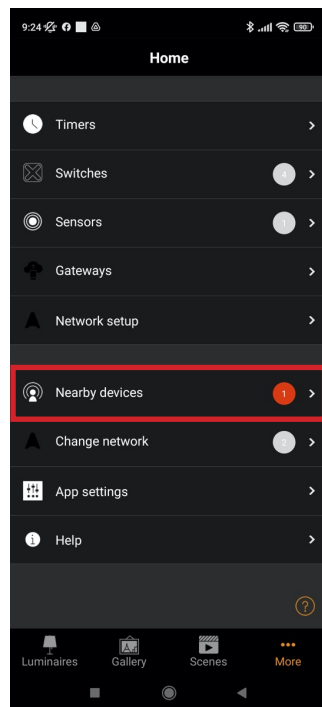 9:24 90
Home
Timers
Switches 4
Sensors 1
Gateways
Network setup
Nearby devices 1
Change network 2
App settings
Help
?
Luminaires Gallery Scenes More